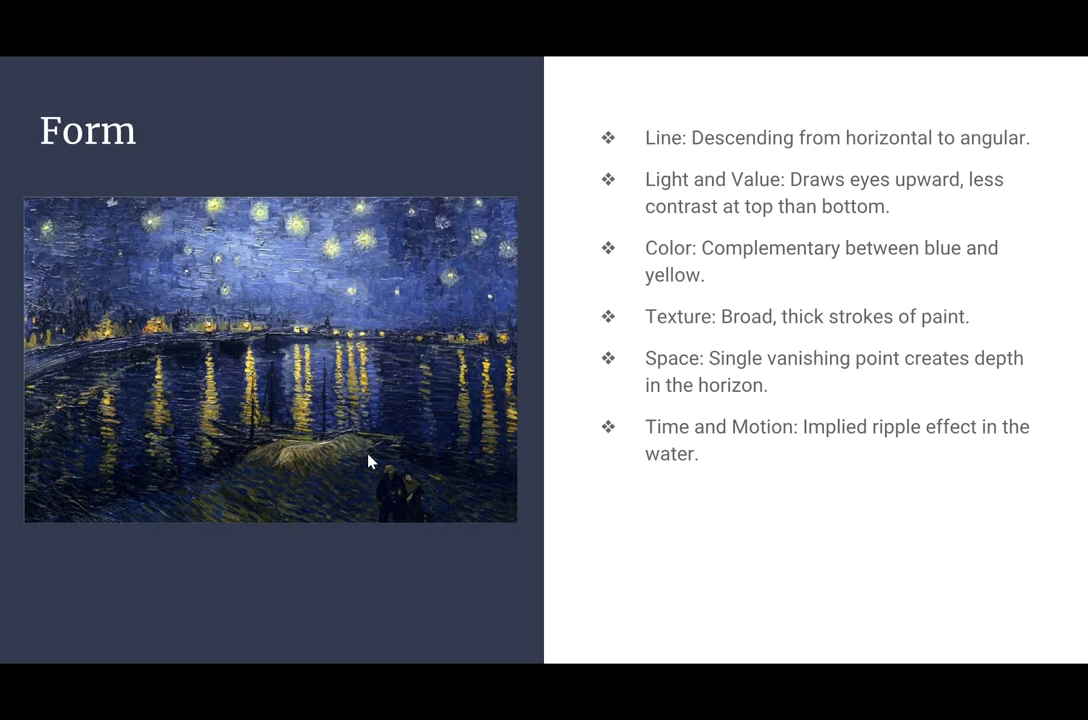 Form
❖ Line: Descending from horizontal to angular.
❖ Light and Value: Draws eyes upward, less
contrast at top than bottom.
❖ Color: Complementary between blue and
yellow.
❖ Texture: Broad, thick strokes of paint.
❖ Space: Single vanishing point creates depth
in the horizon.
❖ Time and Motion: Implied ripple effect in the
water.